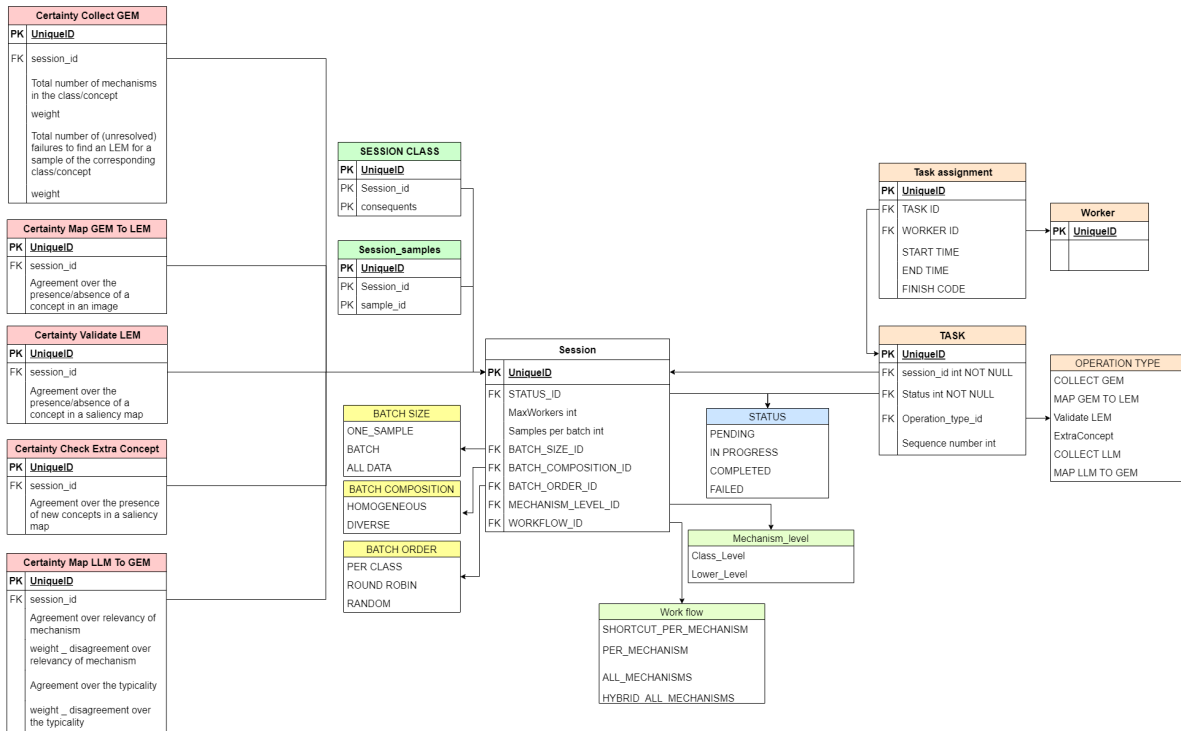 Certainty Collect GEM
PK UniqueID
FK session_id
Total number of mechanisms
in the class/concept
weight
Total number of (unresolved)
failures to find an LEM for a
sample of the corresponding
class/concept
weight
Certainty Map GEM To LEM
PK UniqueID
FK session_id
Agreement over the
presence/absence of a
concept in an image
Certainty Validate LEM
PK UniqueID
FK session_id
Agreement over the
presence/absence of a
concept in a saliency map
Certainty Check Extra Concept
PK UniqueID
FK session_id
Agreement over the presence
of new concepts in a saliency
map
Certainty Map LLM To GEM
PK UniqueID
FK session_id
Agreement over relevancy of
mechanism
weight _ disagreement over
relevancy of mechanism
Agreement over the typicality
weight _ disagreement over
the typicality
SESSION CLASS
PK UniqueID
PK Session_id
PK consequents
Session_samples
PK UniqueID
PK Session_id
PK sample_id
BATCH SIZE
ONE_SAMPLE
BATCH
ALL DATA
BATCH COMPOSITION
HOMOGENEOUS
DIVERSE
BATCH ORDER
PER CLASS
ROUND ROBIN
RANDOM
Session
PK UniqueID
FK STATUS_ID
MaxWorkers int
Samples per batch int
FK BATCH_SIZE_ID
FK BATCH_COMPOSITION_ID
FK BATCH_ORDER_ID
FK MECHANISM_LEVEL_ID
FK WORKFLOW_ID
STATUS
PENDING
IN PROGRESS
COMPLETED
FAILED
Mechanism_level
Class_Level
Lower_Level
Work flow
SHORTCUT_PER_MECHANISM
PER_MECHANISM
ALL_MECHANISMS
HYBRID_ALL_MECHANISMS
Task assignment
PK UniqueID
FK TASK ID
FK WORKER ID
START TIME
END TIME
FINISH CODE
Worker
PK UniqueID
TASK
PK UniqueID
FK session_id int NOT NULL
FK Status int NOT NULL
FK Operation_type_id
Sequence number int
OPERATION TYPE
COLLECT GEM
MAP GEM TO LEM
Validate LEM
ExtraConcept
COLLECT LLM
MAP LLM TO GEM